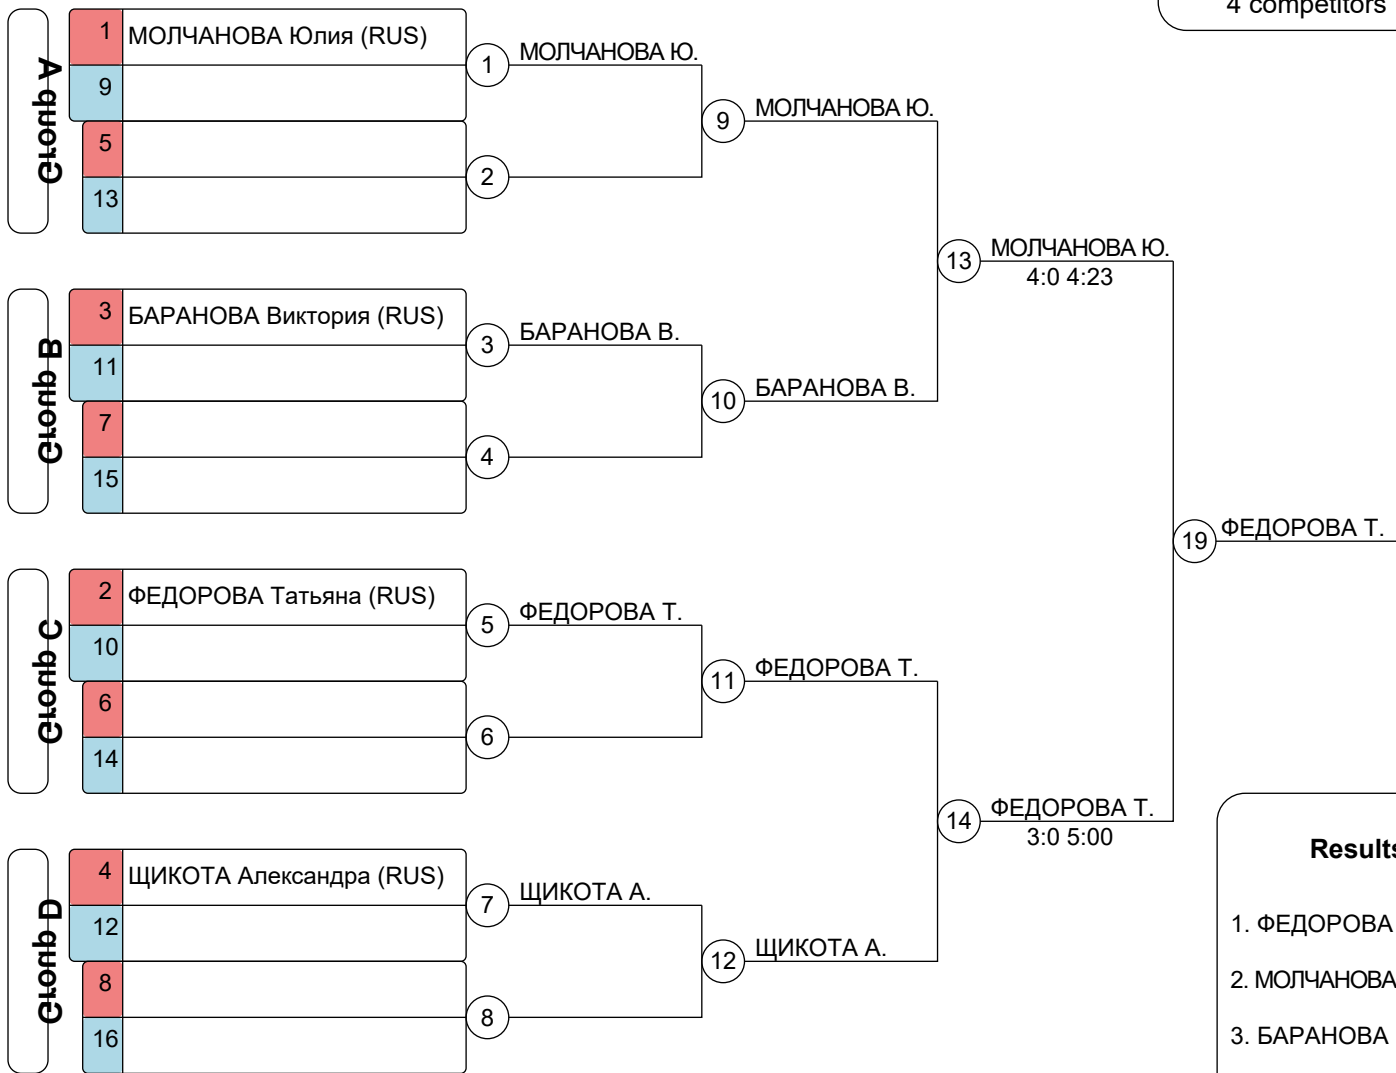 4 competitors
Group A
1 МОЛЧАНОВА Юлия (RUS)
9
5
13
1 МОЛЧАНОВА Ю.
2
9 МОЛЧАНОВА Ю.
Group B
3 БАРАНОВА Виктория (RUS)
11
7
15
3 БАРАНОВА В.
4
10 БАРАНОВА В.
13 МОЛЧАНОВА Ю.
4:0 4:23
Group C
2 ФЕДОРОВА Татьяна (RUS)
10
6
14
5 ФЕДОРОВА Т.
6
11 ФЕДОРОВА Т.
19 ФЕДОРОВА Т.
Group D
4 ЩИКОТА Александра (RUS)
12
8
16
7 ЩИКОТА А.
8
12 ЩИКОТА А.
14 ФЕДОРОВА Т.
3:0 5:00
Results
1. ФЕДОРОВА
2. МОЛЧАНОВА
3. БАРАНОВА